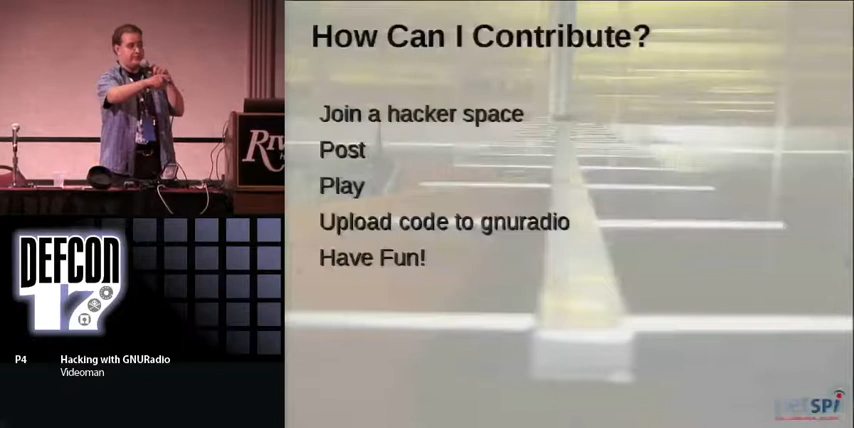 How Can I Contribute?
Join a hacker space
Post
Play
Upload code to gnuradio
Have Fun!
DEFCON
17
P4 Hacking with GNURadio
Videoman
netSPI